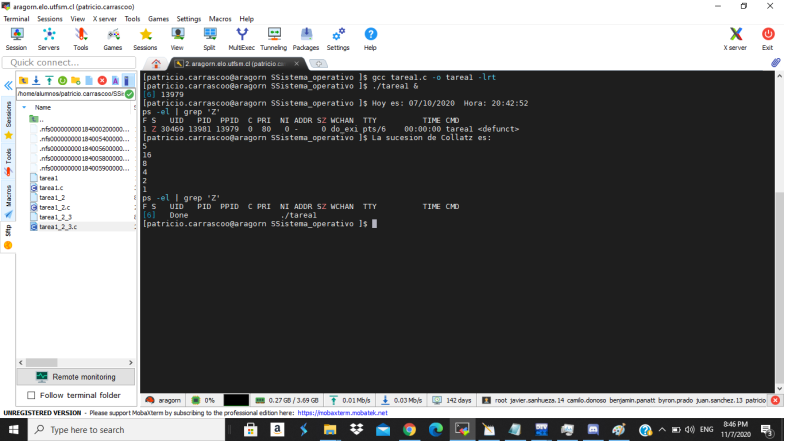 aragorn.elo.utfsm.cl (patricio.carrascoo)
Terminal Sessions View X server Tools Games Settings Macros Help
Session Servers Tools Games Sessions View Split MultiExec Tunneling Packages Settings Help X server Exit
Quick connect...
2. aragorn.elo.utfsm.cl (patricio.carrascoo
/home/alumnos/patricio.carrascoo/SSis
Name
..
.nfs000000000184000200000...
.nfs000000000184005400000...
.nfs000000000184005600000...
.nfs000000000184005800000...
.nfs000000000184005900000...
tarea1
tarea1.c
tarea1_2
tarea1_2.c
tarea1_2_3
tarea1_2_3.c
Sessions
Tools
Macros
Sftp
[patricio.carrascoo@aragorn SSistema_operativo ]$ gcc tarea1.c -o tarea1 -lrt
[patricio.carrascoo@aragorn SSistema_operativo ]$ ./tarea1 &
[6] 13979
[patricio.carrascoo@aragorn SSistema_operativo ]$ Hoy es: 07/10/2020 Hora: 20:42:52
ps -el | grep 'Z'
F S UID PID PPID C PRI NI ADDR SZ WCHAN TTY TIME CMD
1 Z 30469 13981 13979 0 80 0 - 0 do_exi pts/6 00:00:00 tarea1 <defunct>
[patricio.carrascoo@aragorn SSistema_operativo ]$ La sucesion de Collatz es:
5
16
8
4
2
1
ps -el | grep 'Z'
F S UID PID PPID C PRI NI ADDR SZ WCHAN TTY TIME CMD
[6] Done ./tarea1
[patricio.carrascoo@aragorn SSistema_operativo ]$
Remote monitoring
Follow terminal folder
aragorn 0% 0.27 GB / 3.69 GB 0.01 Mb/s 0.03 Mb/s 142 days root javier.sanhueza.14 camilo.donoso benjamin.panatt byron.prado juan.sanchez.13 patricio
UNREGISTERED VERSION - Please support MobaXterm by subscribing to the professional edition here: https://mobaxterm.mobatek.net
Type here to search
ENG
8:46 PM
11/7/2020
3